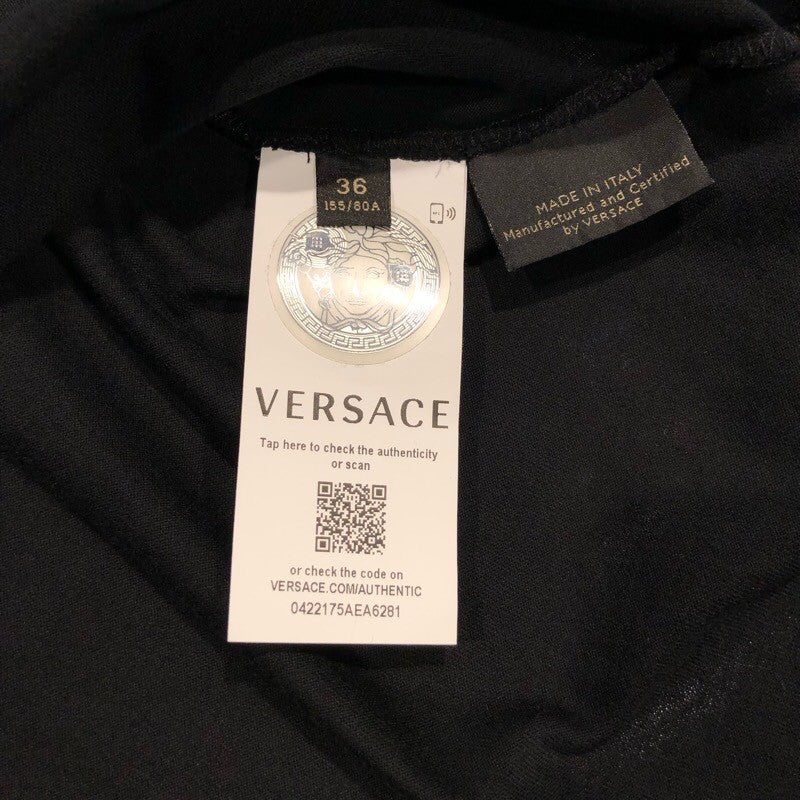 36
155/60A
VERSACE
Tap here to check the authenticity
or scan
or check the code on
VERSACE.COM/AUTHENTIC
0422175AEA6281
MADE IN ITALY
Manufactured and Certified
by VERSACE